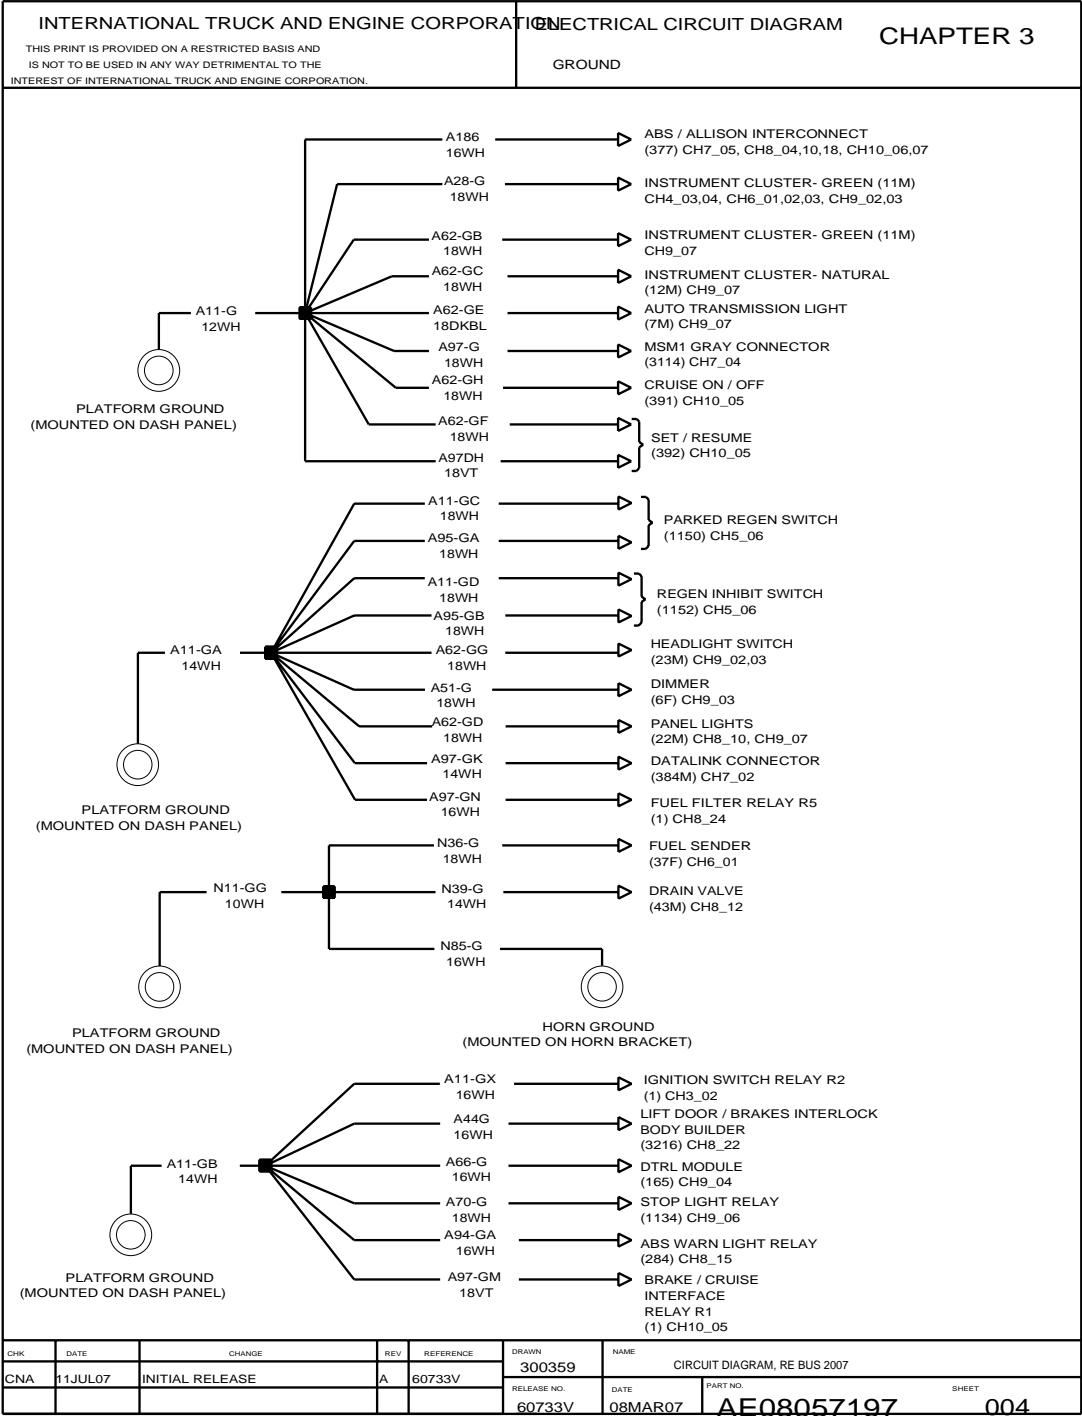 INTERNATIONAL TRUCK AND ENGINE CORPORATION
THIS PRINT IS PROVIDED ON A RESTRICTED BASIS AND
IS NOT TO BE USED IN ANY WAY DETRIMENTAL TO THE
INTEREST OF INTERNATIONAL TRUCK AND ENGINE CORPORATION.
ELECTRICAL CIRCUIT DIAGRAM
GROUND
CHAPTER 3
A11-G
12WH
PLATFORM GROUND
(MOUNTED ON DASH PANEL)
A186
16WH
ABS / ALLISON INTERCONNECT
(377) CH7_05, CH8_04,10,18, CH10_06,07
A28-G
18WH
INSTRUMENT CLUSTER- GREEN (11M)
CH4_03,04, CH6_01,02,03, CH9_02,03
A62-GB
18WH
INSTRUMENT CLUSTER- GREEN (11M)
CH9_07
A62-GC
18WH
INSTRUMENT CLUSTER- NATURAL
(12M) CH9_07
A62-GE
18DKBL
AUTO TRANSMISSION LIGHT
(7M) CH9_07
A97-G
18WH
MSM1 GRAY CONNECTOR
(3114) CH7_04
A62-GH
18WH
CRUISE ON / OFF
(391) CH10_05
A62-GF
18WH
A97DH
18VT
SET / RESUME
(392) CH10_05
A11-GA
14WH
PLATFORM GROUND
(MOUNTED ON DASH PANEL)
A11-GC
18WH
A95-GA
18WH
PARKED REGEN SWITCH
(1150) CH5_06
A11-GD
18WH
A95-GB
18WH
REGEN INHIBIT SWITCH
(1152) CH5_06
A62-GG
18WH
HEADLIGHT SWITCH
(23M) CH9_02,03
A51-G
18WH
DIMMER
(6F) CH9_03
A62-GD
18WH
PANEL LIGHTS
(22M) CH8_10, CH9_07
A97-GK
14WH
DATALINK CONNECTOR
(384M) CH7_02
A97-GN
16WH
FUEL FILTER RELAY R5
(1) CH8_24
N11-GG
10WH
PLATFORM GROUND
(MOUNTED ON DASH PANEL)
N36-G
18WH
FUEL SENDER
(37F) CH6_01
N39-G
14WH
DRAIN VALVE
(43M) CH8_12
N85-G
16WH
HORN GROUND
(MOUNTED ON HORN BRACKET)
A11-GB
14WH
PLATFORM GROUND
(MOUNTED ON DASH PANEL)
A11-GX
16WH
IGNITION SWITCH RELAY R2
(1) CH3_02
A44G
16WH
LIFT DOOR / BRAKES INTERLOCK
BODY BUILDER
(3216) CH8_22
A66-G
16WH
DTRL MODULE
(165) CH9_04
A70-G
18WH
STOP LIGHT RELAY
(1134) CH9_06
A94-GA
16WH
ABS WARN LIGHT RELAY
(284) CH8_15
A97-GM
18VT
BRAKE / CRUISE
INTERFACE
RELAY R1
(1) CH10_05
CHK DATE CHANGE REV REFERENCE
CNA 11JUL07 INITIAL RELEASE A 60733V
DRAWN
300359
NAME
CIRCUIT DIAGRAM, RE BUS 2007
RELEASE NO.
60733V
DATE
08MAR07
PART NO.
AE08057197
SHEET
004